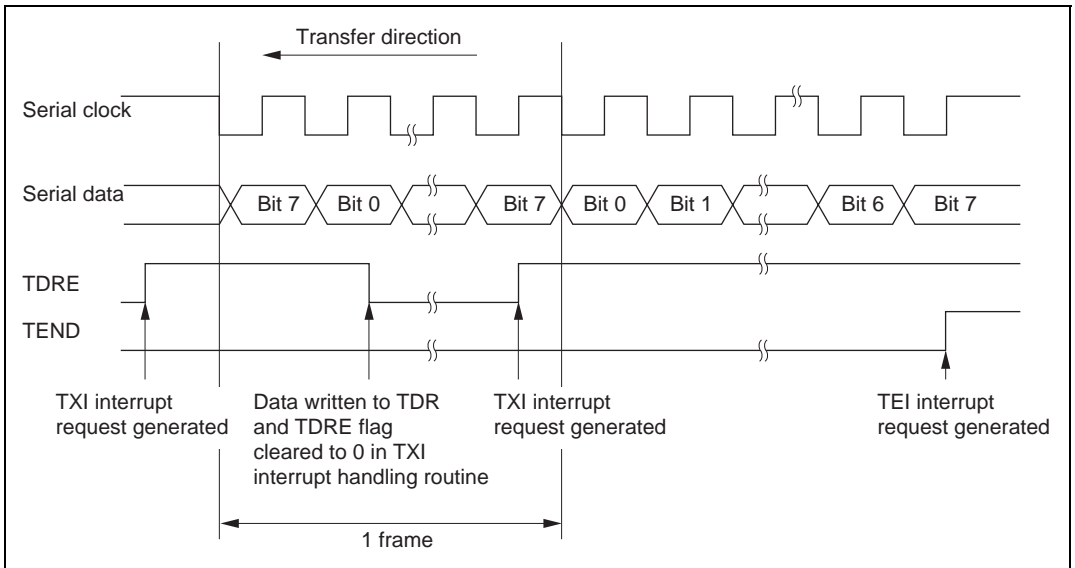 Transfer direction
Serial clock
Serial data
Bit 7 Bit 0 Bit 7 Bit 0 Bit 1 Bit 6 Bit 7
TDRE
TEND
TXI interrupt
request generated
Data written to TDR
and TDRE flag
cleared to 0 in TXI
interrupt handling routine
TXI interrupt
request generated
TEI interrupt
request generated
1 frame